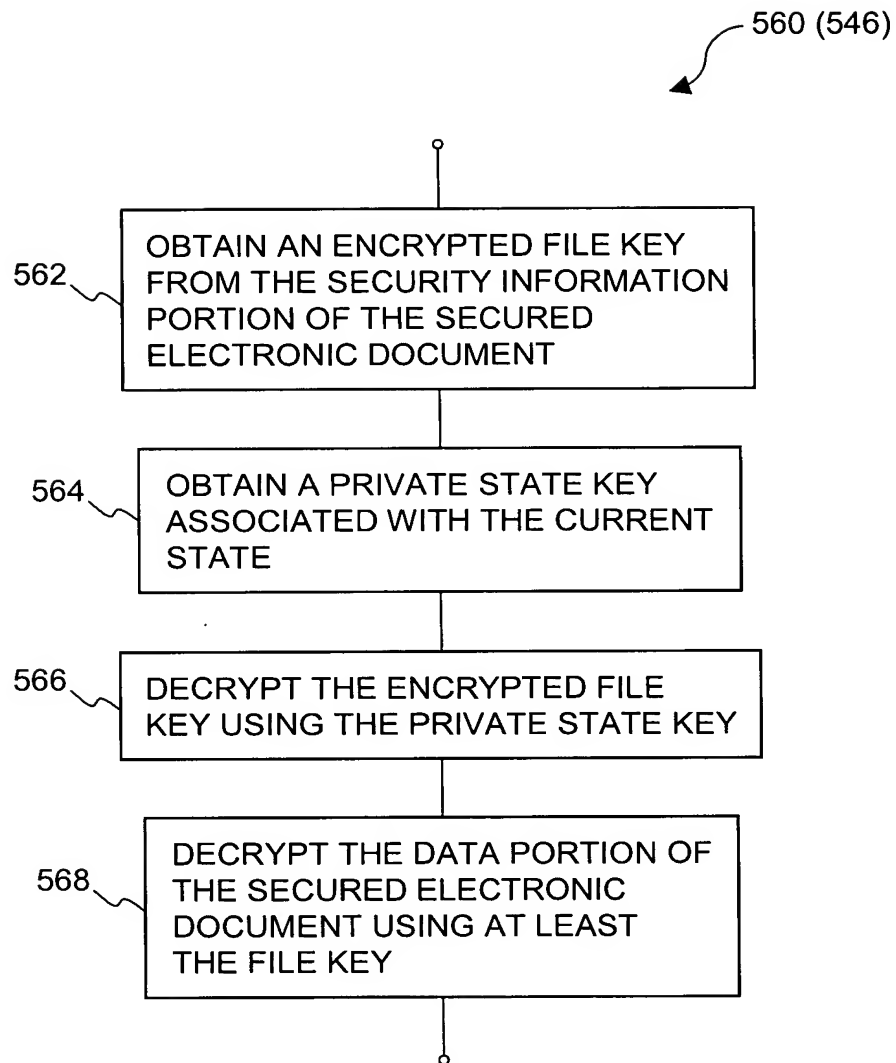 560 (546)
562
OBTAIN AN ENCRYPTED FILE KEY
FROM THE SECURITY INFORMATION
PORTION OF THE SECURED
ELECTRONIC DOCUMENT
564
OBTAIN A PRIVATE STATE KEY
ASSOCIATED WITH THE CURRENT
STATE
566
DECRYPT THE ENCRYPTED FILE
KEY USING THE PRIVATE STATE KEY
568
DECRYPT THE DATA PORTION OF
THE SECURED ELECTRONIC
DOCUMENT USING AT LEAST
THE FILE KEY